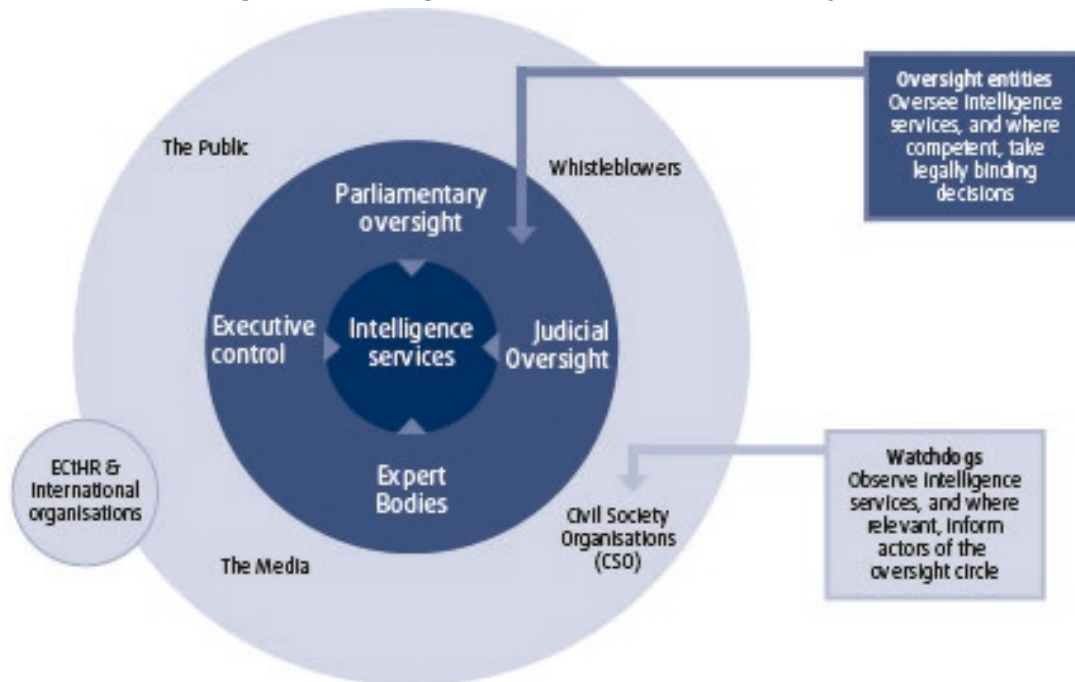 Oversight entities
Oversee intelligence
services, and where
competent, take
legally binding
decisions
The Public
Whistleblowers
Parliamentary
oversight
Executive
control
Intelligence
services
Judicial
Oversight
ECtHR &
International
organisations
Expert
Bodies
Watchdogs
Observe intelligence
services, and where
relevant, inform
actors of the
oversight circle
Civil Society
Organisations
(CSO)
The Media